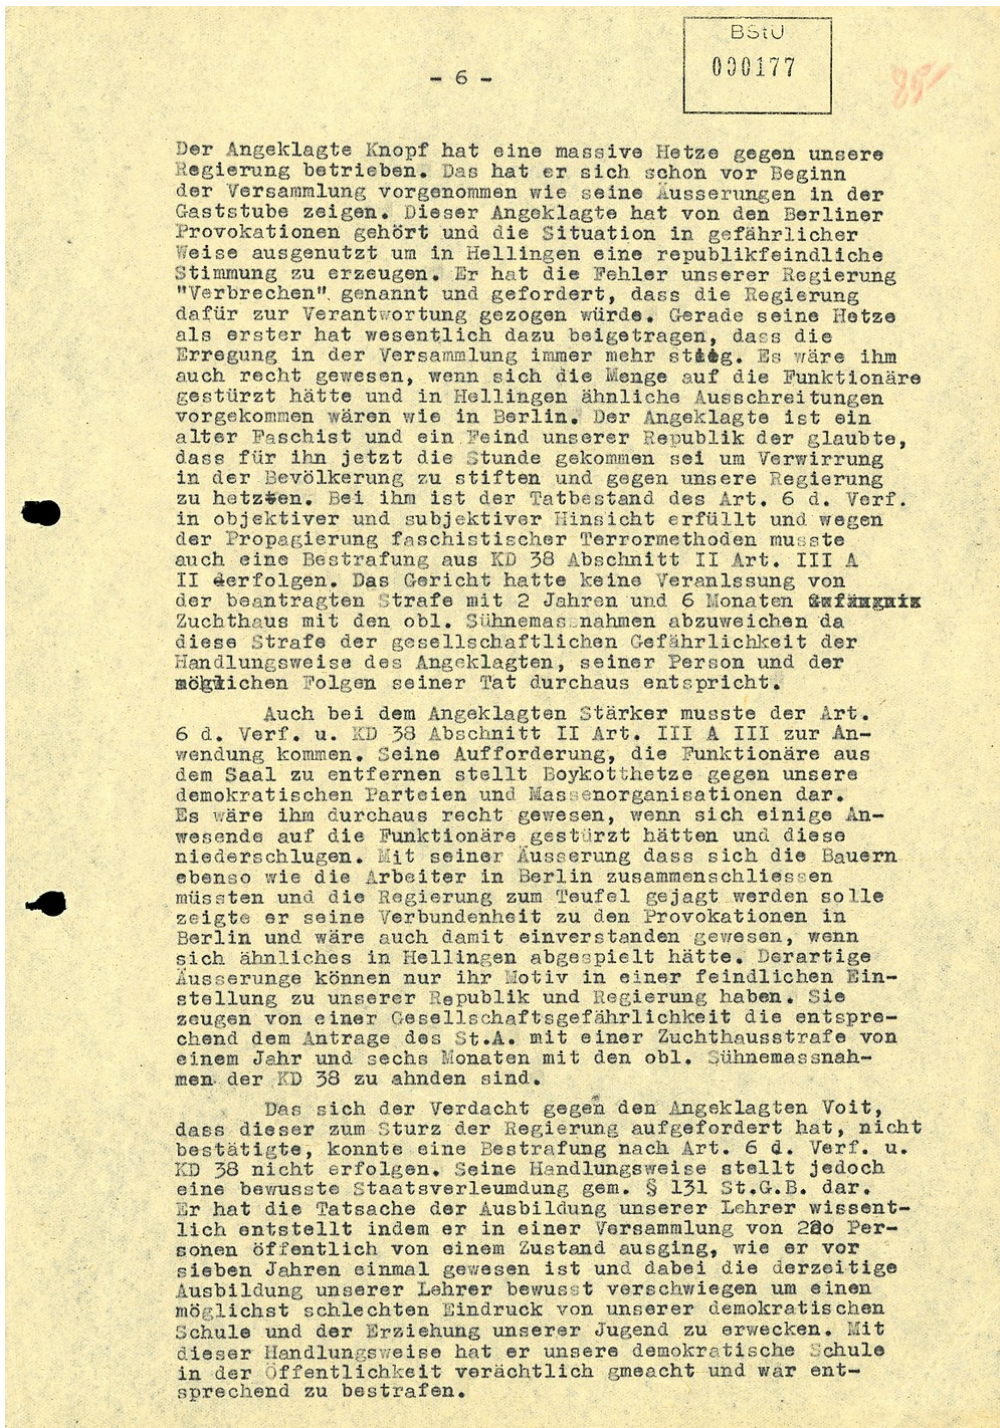 BStU
000177
- 6 -
85
Der Angeklagte Knopf hat eine massive Hetze gegen unsere
Regierung betrieben. Das hat er sich schon vor Beginn
der Versammlung vorgenommen wie seine Äusserungen in der
Gaststube zeigen. Dieser Angeklagte hat von den Berliner
Provokationen gehört und die Situation in gefährlicher
Weise ausgenutzt um in Hellingen eine republikfeindliche
Stimmung zu erzeugen. Er hat die Fehler unserer Regierung
"Verbrechen" genannt und gefordert, dass die Regierung
dafür zur Verantwortung gezogen würde. Gerade seine Hetze
als erster hat wesentlich dazu beigetragen, dass die
Erregung in der Versammlung immer mehr stieg. Es wäre ihm
auch recht gewesen, wenn sich die Menge auf die Funktionäre
gestürzt hätte und in Hellingen ähnliche Ausschreitungen
vorgekommen wären wie in Berlin. Der Angeklagte ist ein
alter Faschist und ein Feind unserer Republik der glaubte,
dass für ihn jetzt die Stunde gekommen sei um Verwirrung
in der Bevölkerung zu stiften und gegen unsere Regierung
zu hetzen. Bei ihm ist der Tatbestand des Art. 6 d. Verf.
in objektiver und subjektiver Hinsicht erfüllt und wegen
der Propagierung faschistischer Terrormethoden musste
auch eine Bestrafung aus KD 38 Abschnitt II Art. III A
II erfolgen. Das Gericht hatte keine Veranlssung von
der beantragten Strafe mit 2 Jahren und 6 Monaten Gefängnis
Zuchthaus mit den obl. Sühnemassnahmen abzuweichen da
diese Strafe der gesellschaftlichen Gefährlichkeit der
Handlungsweise des Angeklagten, seiner Person und der
möglichen Folgen seiner Tat durchaus entspricht.
Auch bei dem Angeklagten Stärker musste der Art.
6 d. Verf. u. KD 38 Abschnitt II Art. III A III zur An-
wendung kommen. Seine Aufforderung, die Funktionäre aus
dem Saal zu entfernen stellt Boykotthetze gegen unsere
demokratischen Parteien und Massenorganisationen dar.
Es wäre ihm durchaus recht gewesen, wenn sich einige An-
wesende auf die Funktionäre gestürzt hätten und diese
niederschlugen. Mit seiner Äusserung dass sich die Bauern
ebenso wie die Arbeiter in Berlin zusammenschliessen
müssten und die Regierung zum Teufel gejagt werden solle
zeigte er seine Verbundenheit zu den Provokationen in
Berlin und wäre auch damit einverstanden gewesen, wenn
sich ähnliches in Hellingen abgespielt hätte. Derartige
Äusserunge können nur ihr Motiv in einer feindlichen Ein-
stellung zu unserer Republik und Regierung haben. Sie
zeugen von einer Gesellschaftsgefährlichkeit die entspre-
chend dem Antrage des St.A. mit einer Zuchthausstrafe von
einem Jahr und sechs Monaten mit den obl. Sühnemassnah-
men der KD 38 zu ahnden sind.
Das sich der Verdacht gegen den Angeklagten Voit,
dass dieser zum Sturz der Regierung aufgefordert hat, nicht
bestätigte, konnte eine Bestrafung nach Art. 6 d. Verf. u.
KD 38 nicht erfolgen. Seine Handlungsweise stellt jedoch
eine bewusste Staatsverleumdung gem. § 131 St.G.B. dar.
Er hat die Tatsache der Ausbildung unserer Lehrer wissent-
lich entstellt indem er in einer Versammlung von 220 Per-
sonen öffentlich von einem Zustand ausging, wie er vor
sieben Jahren einmal gewesen ist und dabei die derzeitige
Ausbildung unserer Lehrer bewusst verschwiegen um einen
möglichst schlechten Eindruck von unserer demokratischen
Schule und der Erziehung unserer Jugend zu erwecken. Mit
dieser Handlungsweise hat er unsere demokratische Schule
in der Öffentlichkeit verächtlich gmeacht und war ent-
sprechend zu bestrafen.